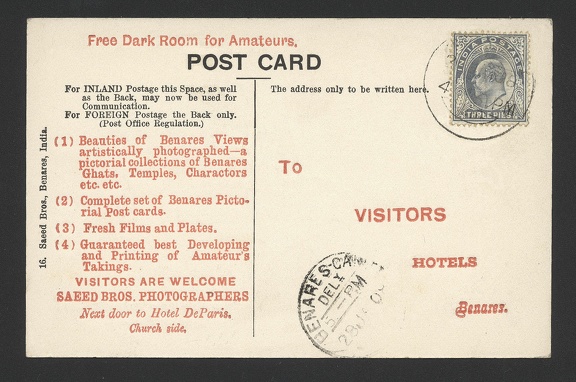 Free Dark Room for Amateurs.
POST CARD
For INLAND Postage this Space, as well
as the Back, may now be used for
Communication.
For FOREIGN Postage the Back only.
(Post Office Regulation.)
The address only to be written here.
(1) Beauties of Benares Views
artistically photographed—a
pictorial collections of Benares
Ghats. Temples, Charactors
etc. etc.
(2) Complete set of Benares Picto-
rial Post cards.
(3) Fresh Films and Plates.
(4) Guaranteed best Developing
and Printing of Amateur's
Takings.
VISITORS ARE WELCOME
SAEED BROS. PHOTOGRAPHERS
Next door to Hotel DeParis.
Church side.
16. Saeed Bros., Benares, India.
To
VISITORS
HOTELS
Benares.
INDIA POSTAGE
THREE PIES
PM
BENARES
DELY
PM